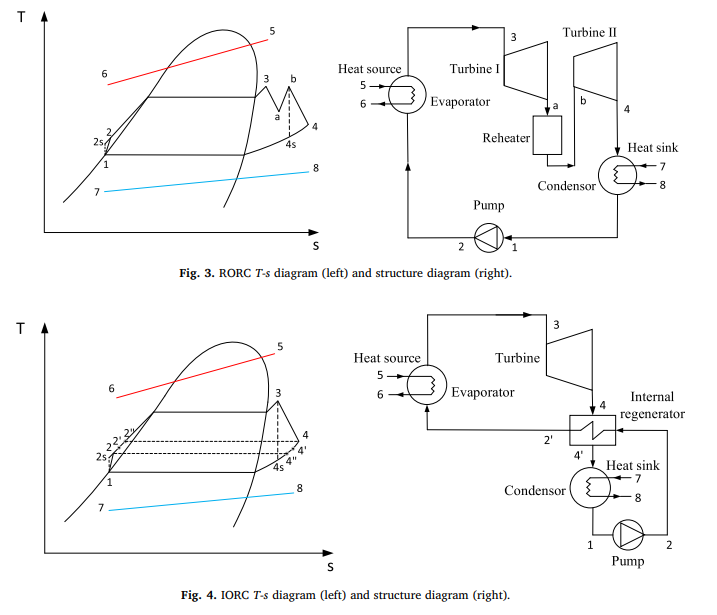 T
5
6
3
b
a
2
2s
4
4s
1
7
8
S
Turbine II
3
Turbine I
Heat source
5
6
Evaporator
a
b
4
Reheater
Heat sink
7
8
Condensor
Pump
2
1
Fig. 3. RORC T-s diagram (left) and structure diagram (right).
T
5
6
3
2''
2'
2
2s
4
4'
4''
4s
1
7
8
S
3
Heat source
Turbine
5
6
Evaporator
4
Internal
regenerator
2'
4'
Heat sink
7
8
Condensor
1
2
Pump
Fig. 4. IORC T-s diagram (left) and structure diagram (right).